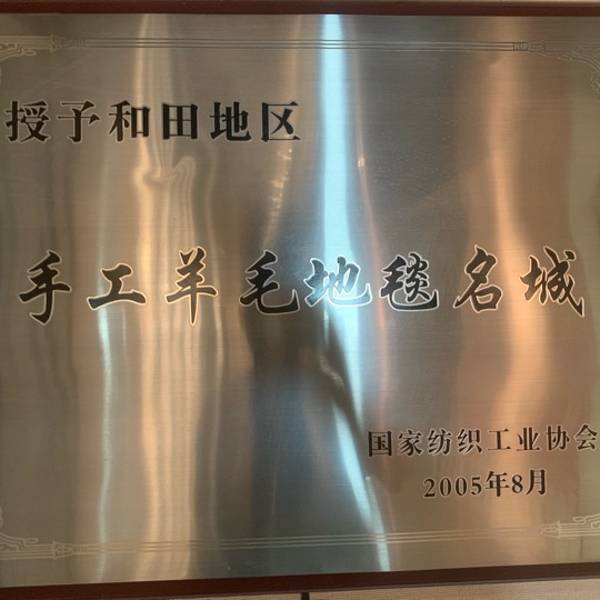 授予和田地区
手工羊毛地毯名城
国家纺织工业协会
2005年8月